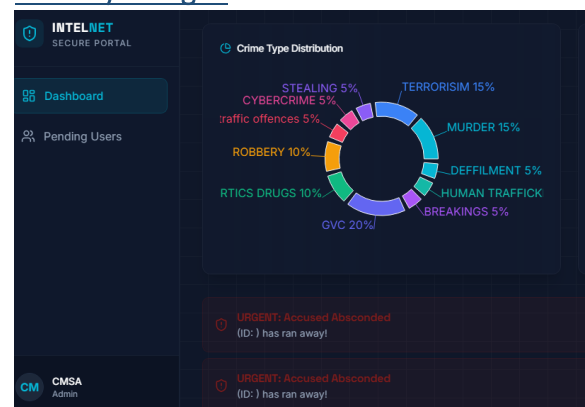 INTELNET
SECURE PORTAL
Dashboard
Pending Users
CMSA
Admin
CM
Crime Type Distribution
STEALING 5%
TERRORISIM 15%
CYBERCRIME 5%
traffic offences 5%
MURDER 15%
ROBBERY 10%
DEFFILMENT 5%
RTICS DRUGS 10%
HUMAN TRAFFICK
BREAKINGS 5%
GVC 20%
URGENT: Accused Absconded
(ID: ) has ran away!
URGENT: Accused Absconded
(ID: ) has ran away!